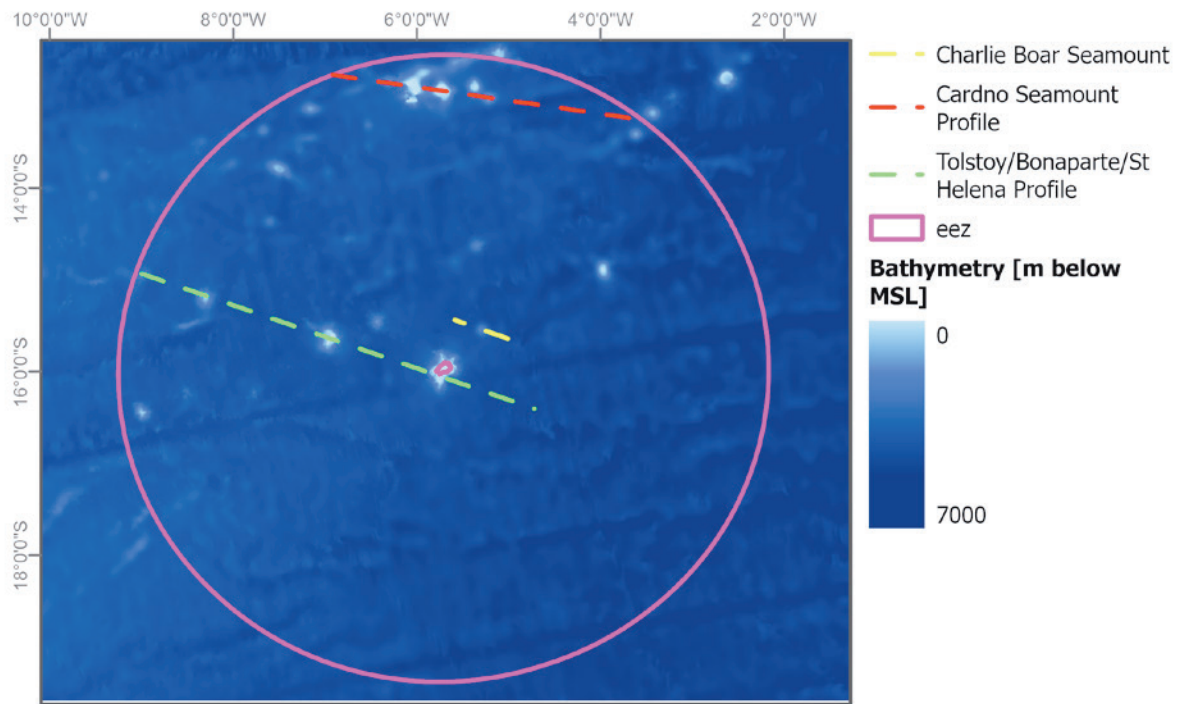 10°0'0"W
8°0'0"W
6°0'0"W
4°0'0"W
2°0'0"W
14°0'0"S
16°0'0"S
18°0'0"S
Charlie Boar Seamount
Cardno Seamount
Profile
Tolstoy/Bonaparte/St
Helena Profile
eez
Bathymetry [m below
MSL]
0
7000